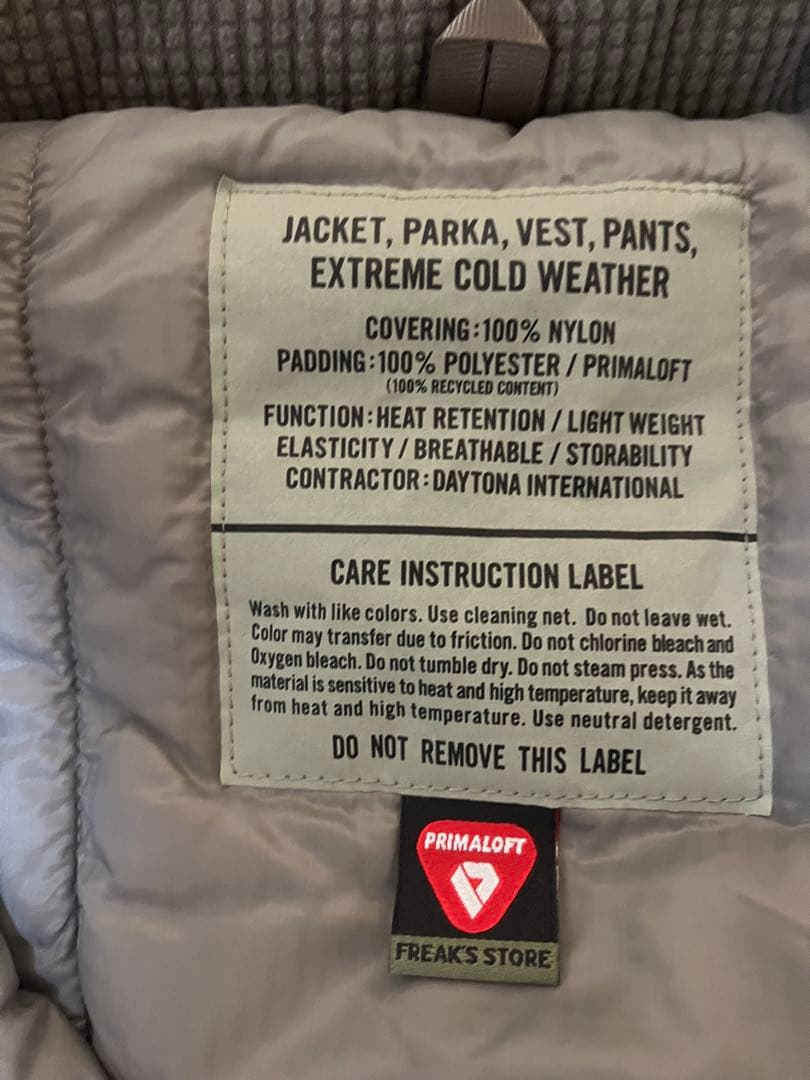 JACKET, PARKA, VEST, PANTS,
EXTREME COLD WEATHER
COVERING:100% NYLON
PADDING:100% POLYESTER / PRIMALOFT
(100% RECYCLED CONTENT)
FUNCTION:HEAT RETENTION / LIGHT WEIGHT
ELASTICITY / BREATHABLE / STORABILITY
CONTRACTOR:DAYTONA INTERNATIONAL
CARE INSTRUCTION LABEL
Wash with like colors. Use cleaning net. Do not leave wet.
Color may transfer due to friction. Do not chlorine bleach and
Oxygen bleach. Do not tumble dry. Do not steam press. As the
material is sensitive to heat and high temperature, keep it away
from heat and high temperature. Use neutral detergent.
DO NOT REMOVE THIS LABEL
PRIMALOFT
FREAK'S STORE